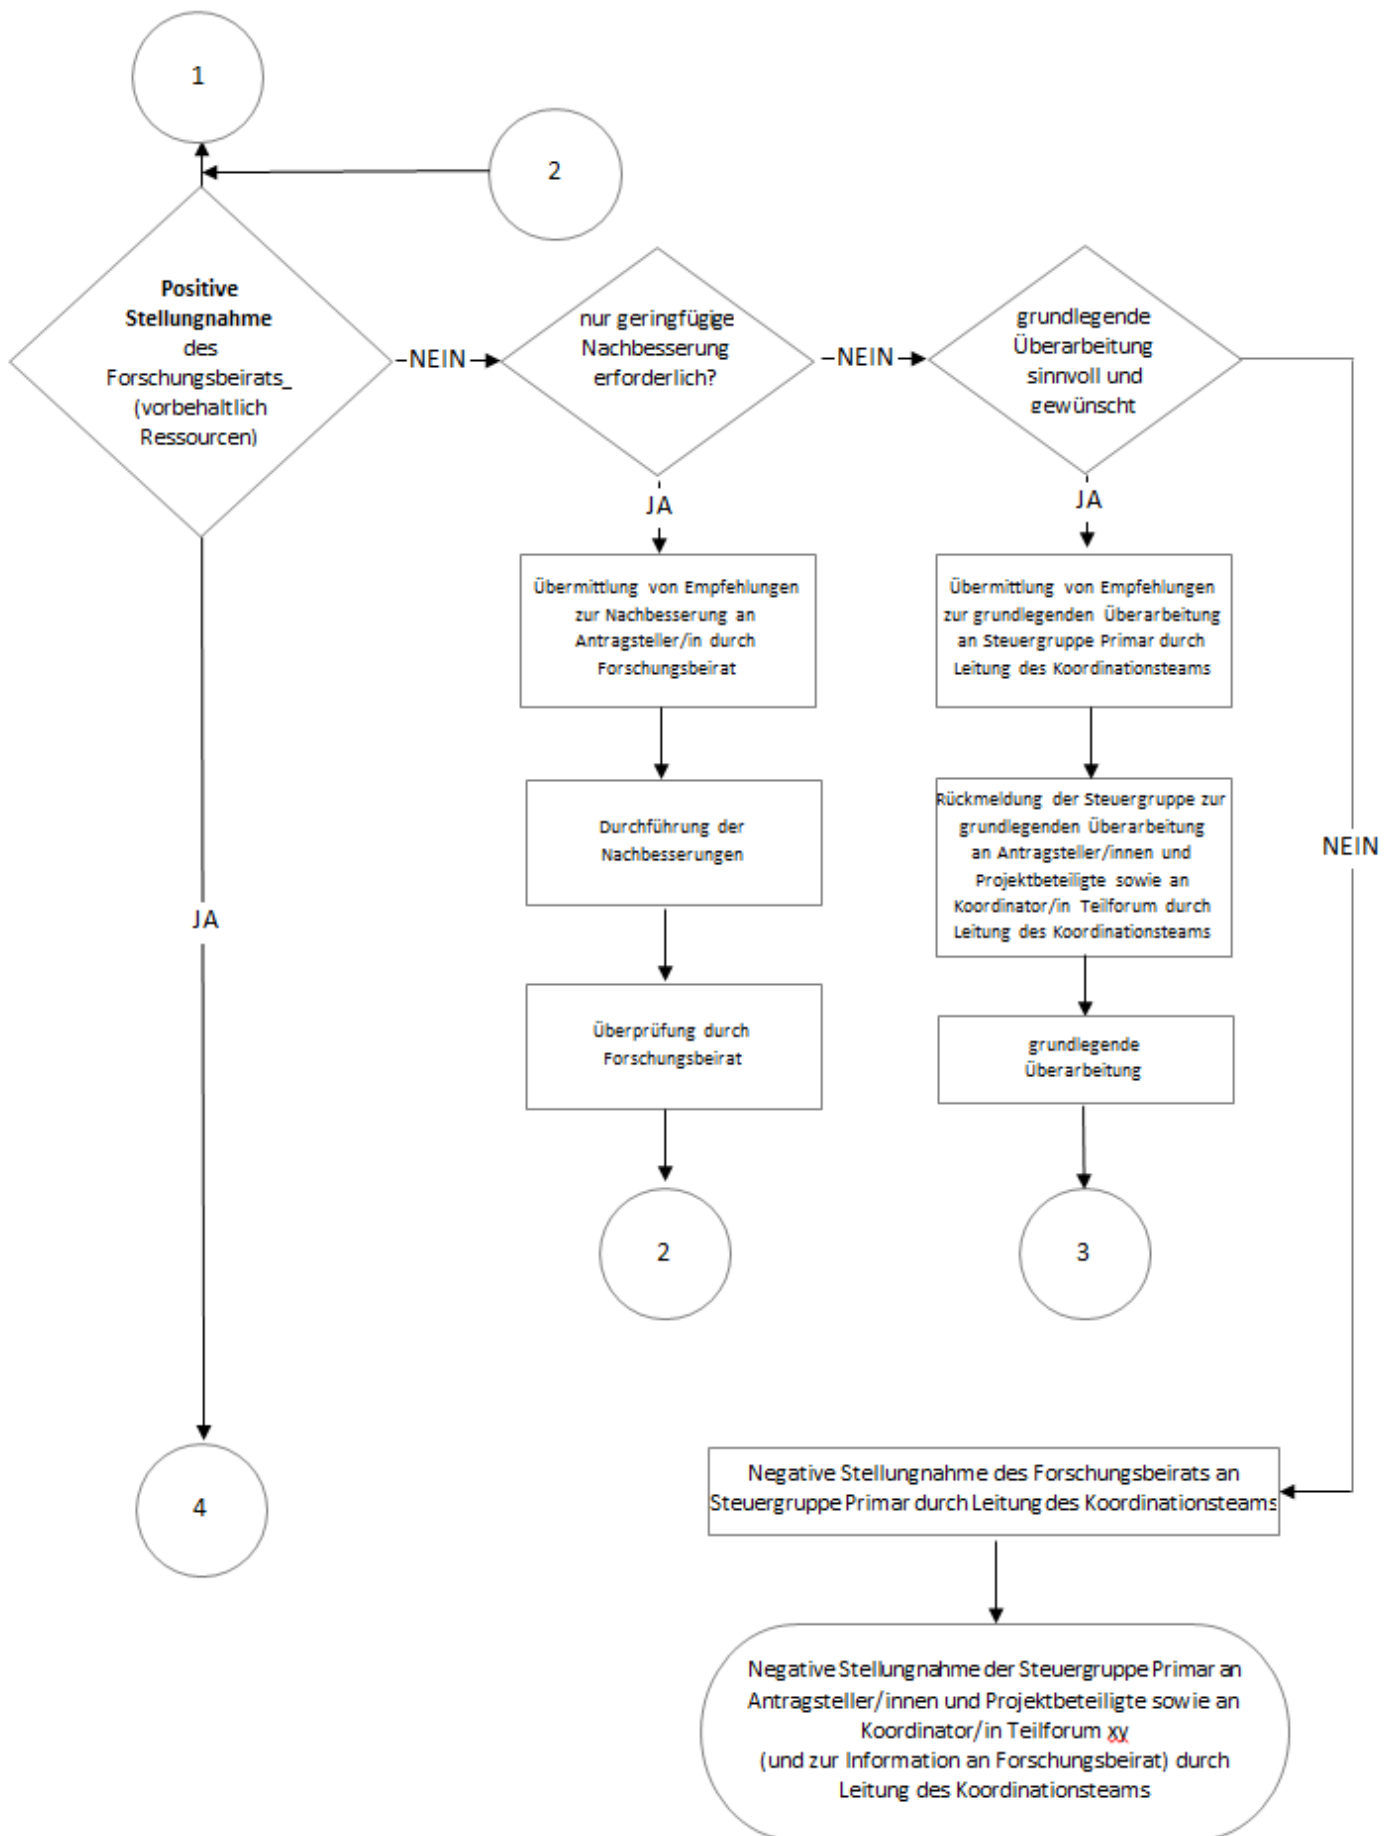 1
2
Positive
Stellungnahme
des
Forschungsbeirats_
(vorbehaltlich
Ressourcen)
–NEIN
nur geringfügige
Nachbesserung
erforderlich?
–NEIN
grundlegende
Überarbeitung
sinnvoll und
gewünscht
JA
JA
Übermittlung von Empfehlungen
zur Nachbesserung an
Antragsteller/in durch
Forschungsbeirat
Übermittlung von Empfehlungen
zur grundlegenden Überarbeitung
an Steuergruppe Primar durch
Leitung des Koordinationsteams
Durchführung der
Nachbesserungen
Rückmeldung der Steuergruppe zur
grundlegenden Überarbeitung
an Antragsteller/innen und
Projektbeteiligte sowie an
Koordinator/in Teilforum durch
Leitung des Koordinationsteams
NEIN
JA
Überprüfung durch
Forschungsbeirat
grundlegende
Überarbeitung
2
3
4
Negative Stellungnahme des Forschungsbeirats an
Steuergruppe Primar durch Leitung des Koordinationsteams
Negative Stellungnahme der Steuergruppe Primar an
Antragsteller/innen und Projektbeteiligte sowie an
Koordinator/in Teilforum xy
(und zur Information an Forschungsbeirat) durch
Leitung des Koordinationsteams